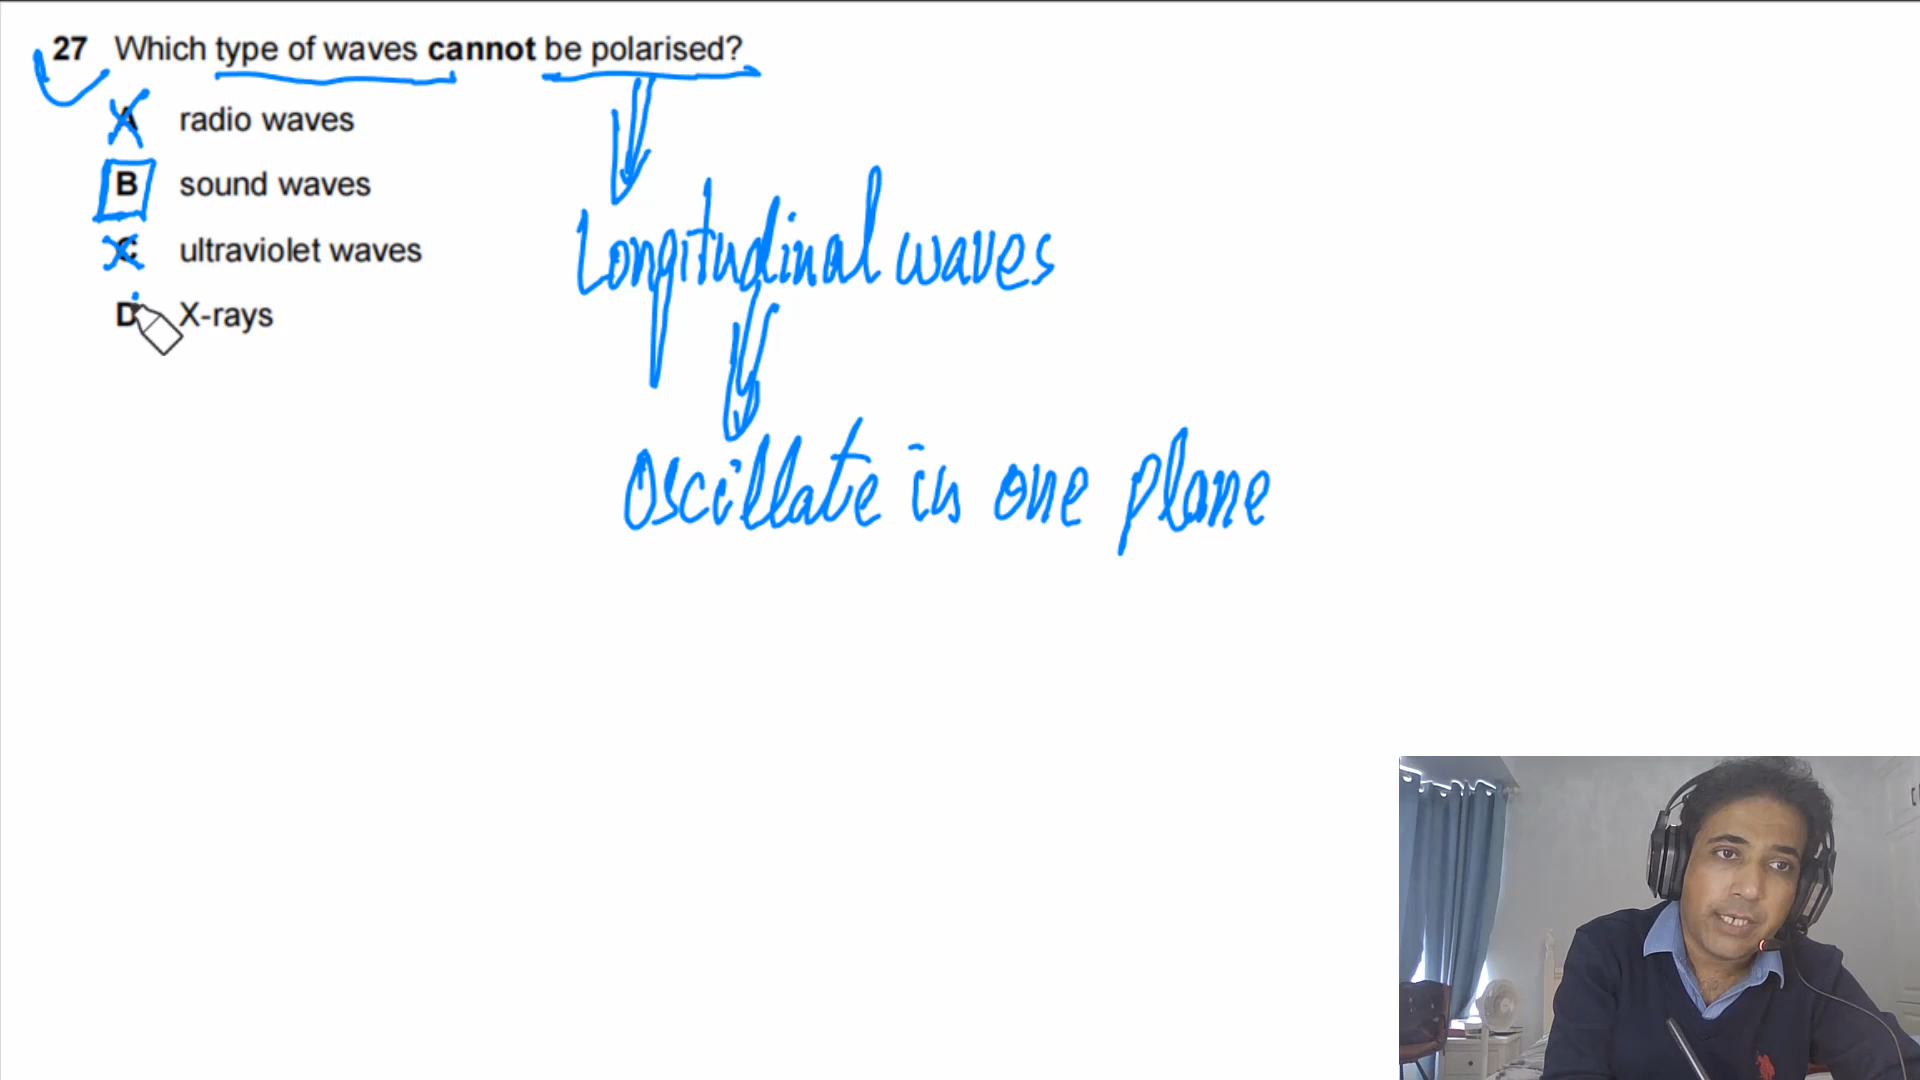 27 Which type of waves cannot be polarised?
A radio waves
B sound waves
C ultraviolet waves
D X-rays
Longitudinal waves
Oscillate in one plane